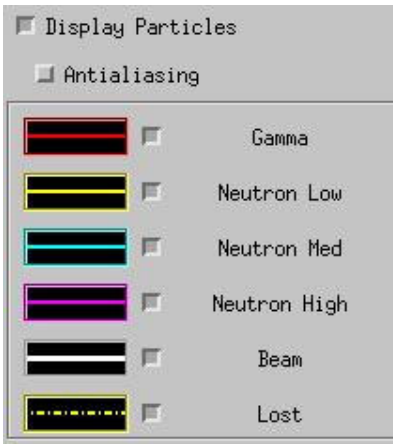 Display Particles
Antialiasing
Gamma
Neutron Low
Neutron Med
Neutron High
Beam
Lost